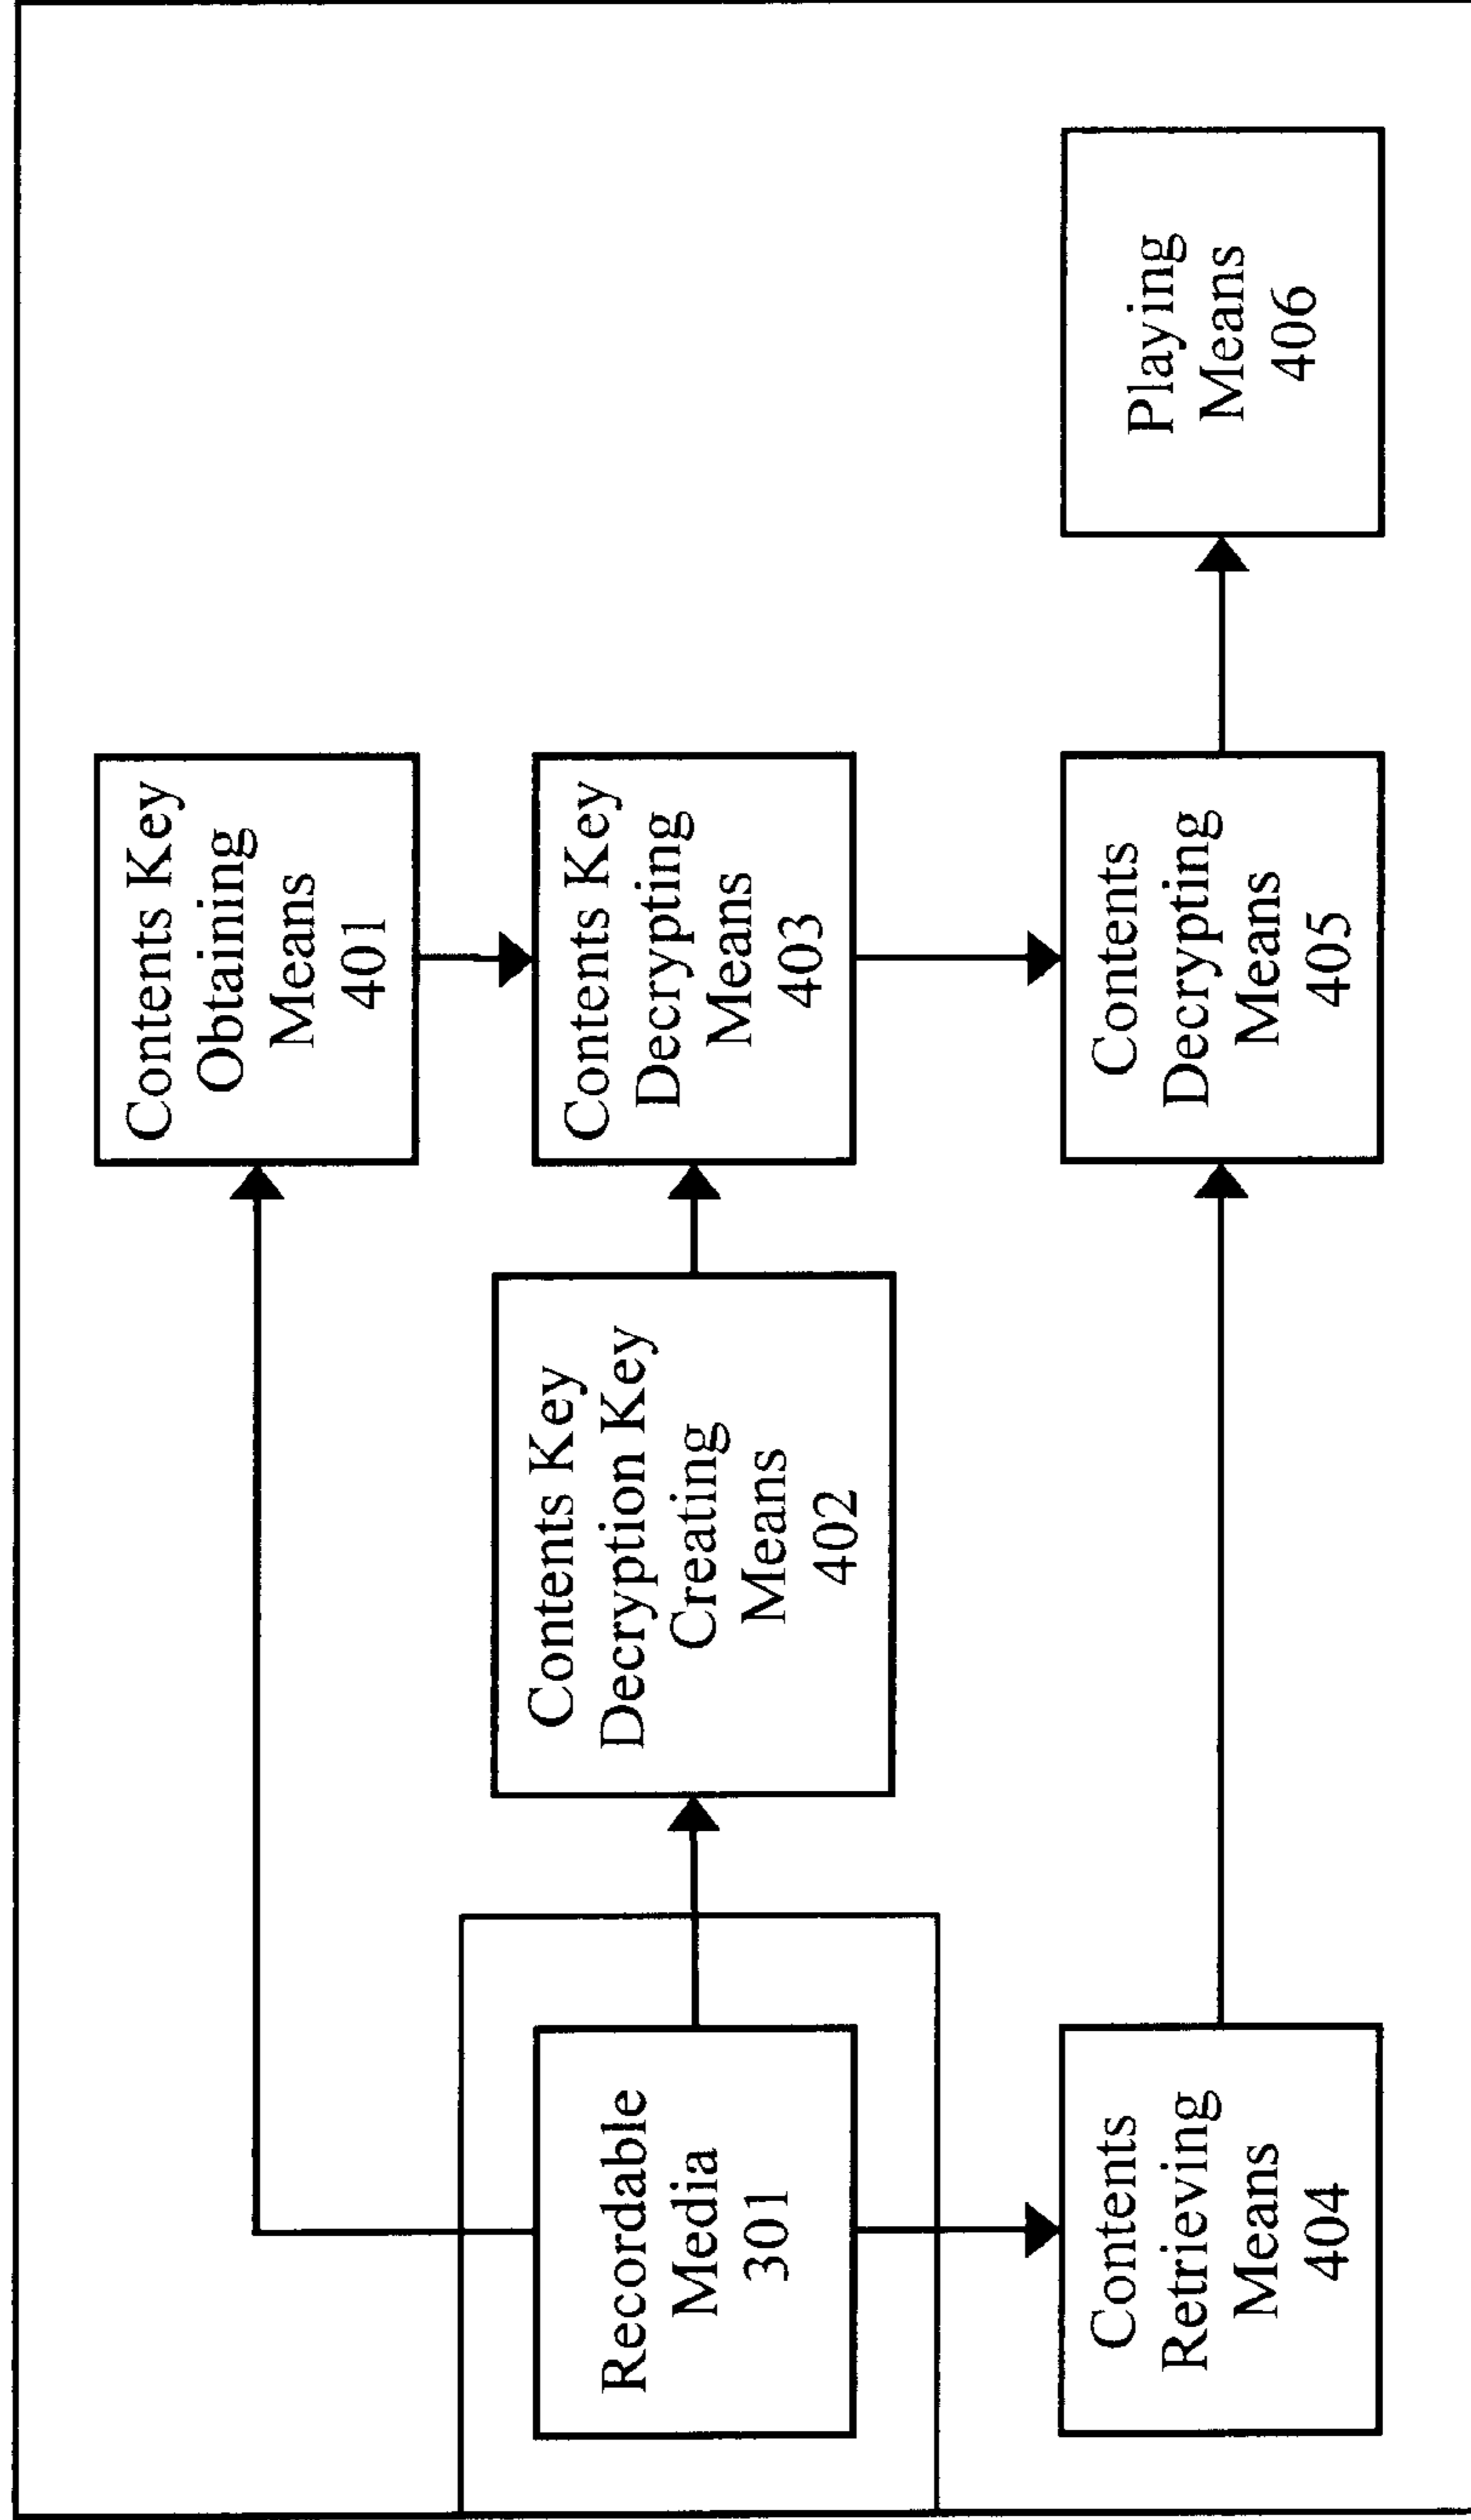 Contents Key
Obtaining
Means
401
Recordable
Media
301
Contents Key
Decryption Key
Creating
Means
402
Contents Key
Decrypting
Means
403
Contents
Retrieving
Means
404
Contents
Decrypting
Means
405
Playing
Means
406